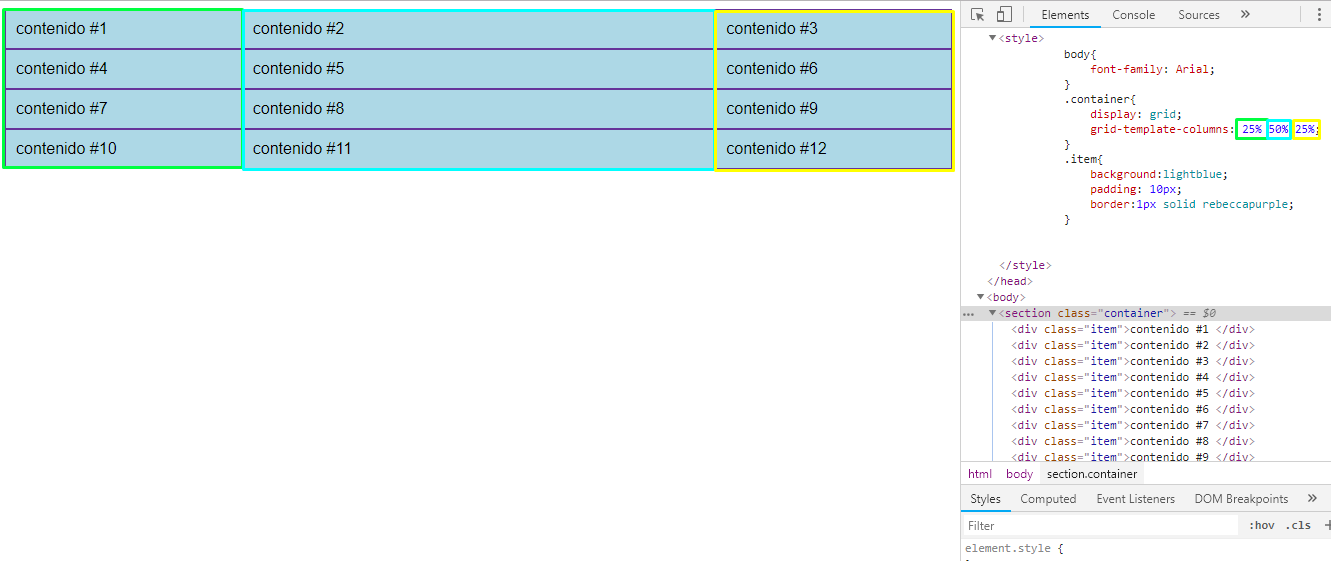 contenido #1 contenido #2 contenido #3
contenido #4 contenido #5 contenido #6
contenido #7 contenido #8 contenido #9
contenido #10 contenido #11 contenido #12
Elements Console Sources »
<style>
body{
font-family: Arial;
}
.container{
display: grid;
grid-template-columns: 25% 50% 25%;
}
.item{
background:lightblue;
padding: 10px;
border:1px solid rebeccapurple;
}
</style>
</head>
<body>
... <section class="container"> == $0
<div class="item">contenido #1 </div>
<div class="item">contenido #2 </div>
<div class="item">contenido #3 </div>
<div class="item">contenido #4 </div>
<div class="item">contenido #5 </div>
<div class="item">contenido #6 </div>
<div class="item">contenido #7 </div>
<div class="item">contenido #8 </div>
<div class="item">contenido #9 </div>
html body section.container
Styles Computed Event Listeners DOM Breakpoints »
Filter :hov .cls +
element.style {